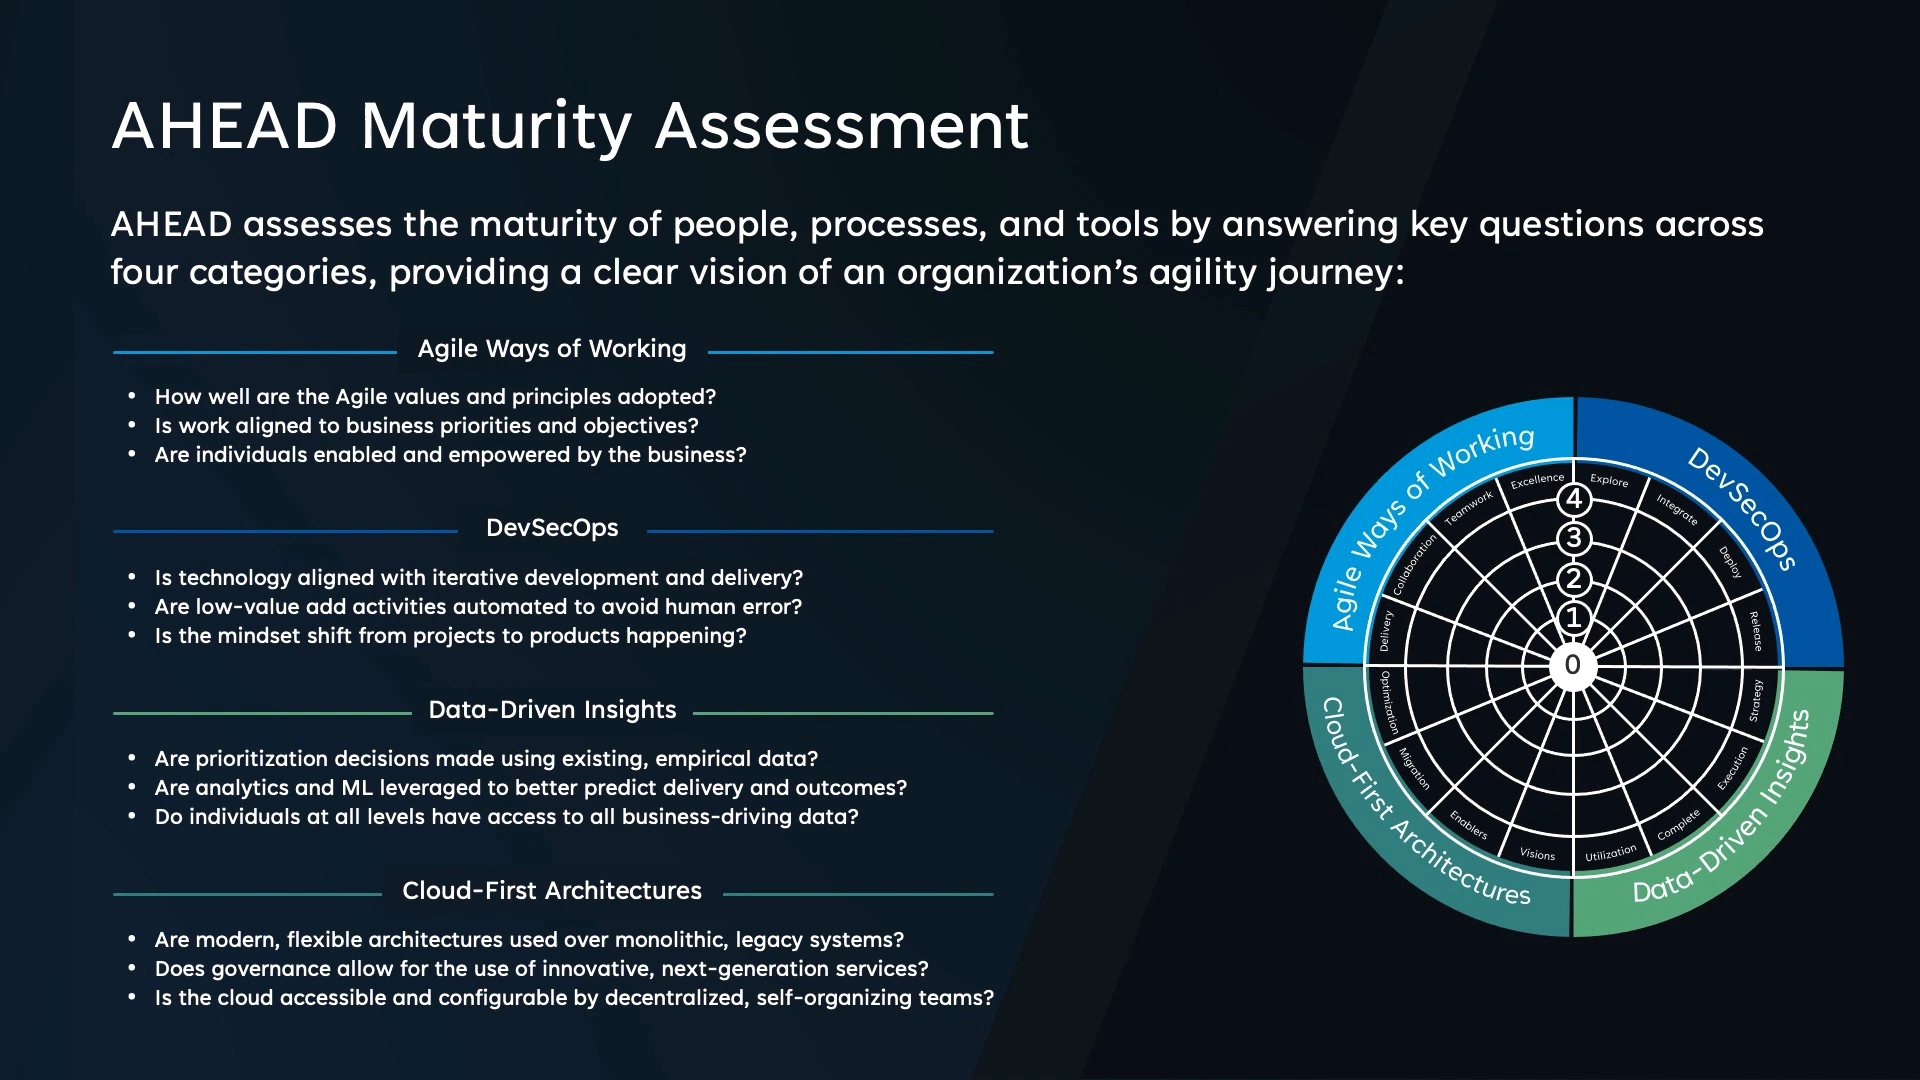 AHEAD Maturity Assessment
AHEAD assesses the maturity of people, processes, and tools by answering key questions across
four categories, providing a clear vision of an organization’s agility journey:
Agile Ways of Working
• How well are the Agile values and principles adopted?
• Is work aligned to business priorities and objectives?
• Are individuals enabled and empowered by the business?
DevSecOps
• Is technology aligned with iterative development and delivery?
• Are low-value add activities automated to avoid human error?
• Is the mindset shift from projects to products happening?
Data-Driven Insights
• Are prioritization decisions made using existing, empirical data?
• Are analytics and ML leveraged to better predict delivery and outcomes?
• Do individuals at all levels have access to all business-driving data?
Cloud-First Architectures
• Are modern, flexible architectures used over monolithic, legacy systems?
• Does governance allow for the use of innovative, next-generation services?
• Is the cloud accessible and configurable by decentralized, self-organizing teams?
Agile Ways of Working
DevSecOps
Data-Driven Insights
Cloud-First Architectures
Delivery
Collaboration
Teamwork
Excellence
Explore
Integrate
Deploy
Release
Strategy
Execution
Complete
Utilization
Visions
Enablers
Migration
Optimization
4
3
2
1
0